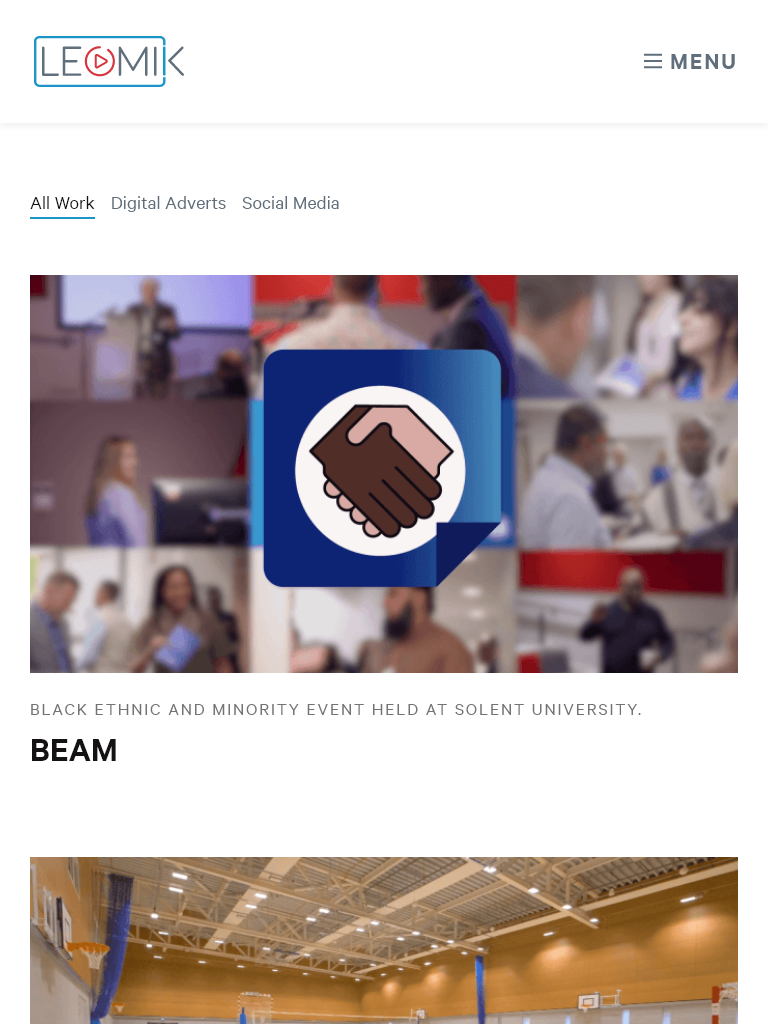 LEOMIK
MENU
All Work Digital Adverts Social Media
BLACK ETHNIC AND MINORITY EVENT HELD AT SOLENT UNIVERSITY.
BEAM